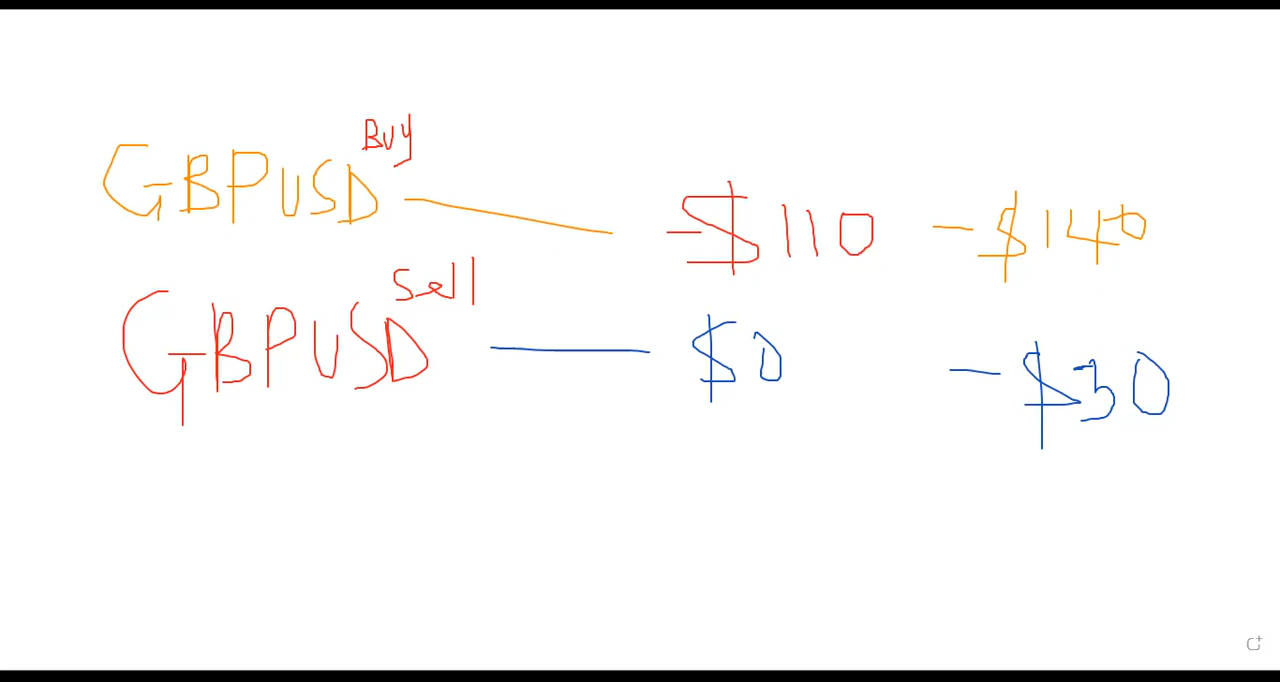 GBPUSD Buy — -$110 -$140
GBPUSD Sell — $0 -$30